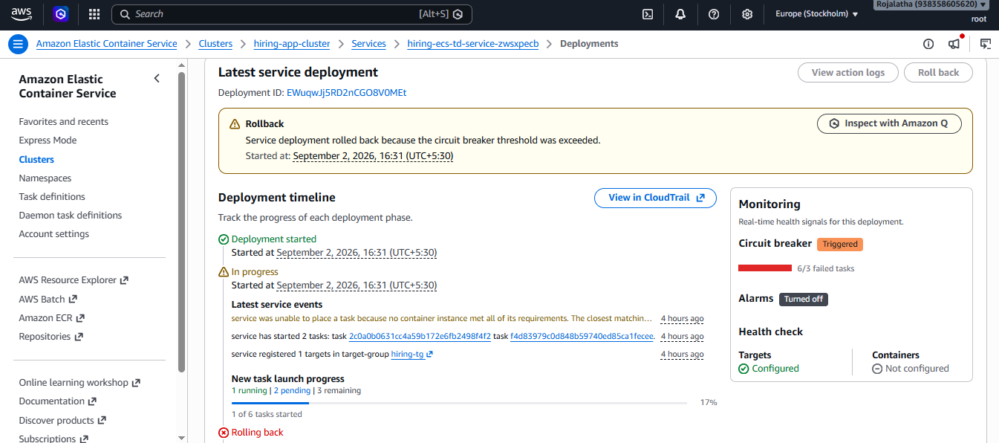 aws
Search
[Alt+S]
Europe (Stockholm) ▼
Rojalatha (938358605620) ▼
root
Amazon Elastic Container Service > Clusters > hiring-app-cluster > Services > hiring-ecs-td-service-zwsxpecb > Deployments
Amazon Elastic
Container Service
Favorites and recents
Express Mode
Clusters
Namespaces
Task definitions
Daemon task definitions
Account settings
AWS Resource Explorer
AWS Batch
Amazon ECR
Repositories
Online learning workshop
Documentation
Discover products
Subscriptions
Latest service deployment
View action logs
Roll back
Deployment ID: EWuqwJj5RD2nCGO8V0MEt
Rollback
Inspect with Amazon Q
Service deployment rolled back because the circuit breaker threshold was exceeded.
Started at: September 2, 2026, 16:31 (UTC+5:30)
Deployment timeline
View in CloudTrail
Track the progress of each deployment phase.
Deployment started
Started at September 2, 2026, 16:31 (UTC+5:30)
In progress
Started at September 2, 2026, 16:31 (UTC+5:30)
Latest service events
service was unable to place a task because no container instance met all of its requirements. The closest matchin... 4 hours ago
service has started 2 tasks: task 2c0a0b0631cc4a59b172e6fb2498f4f2 task f4d83979c0d848b59740ed85ca1fecee. 4 hours ago
service registered 1 targets in target-group hiring-tg 4 hours ago
New task launch progress
1 running | 2 pending | 3 remaining
17%
1 of 6 tasks started
Rolling back
Monitoring
Real-time health signals for this deployment.
Circuit breaker Triggered
6/3 failed tasks
Alarms Turned off
Health check
Targets
Configured
Containers
Not configured